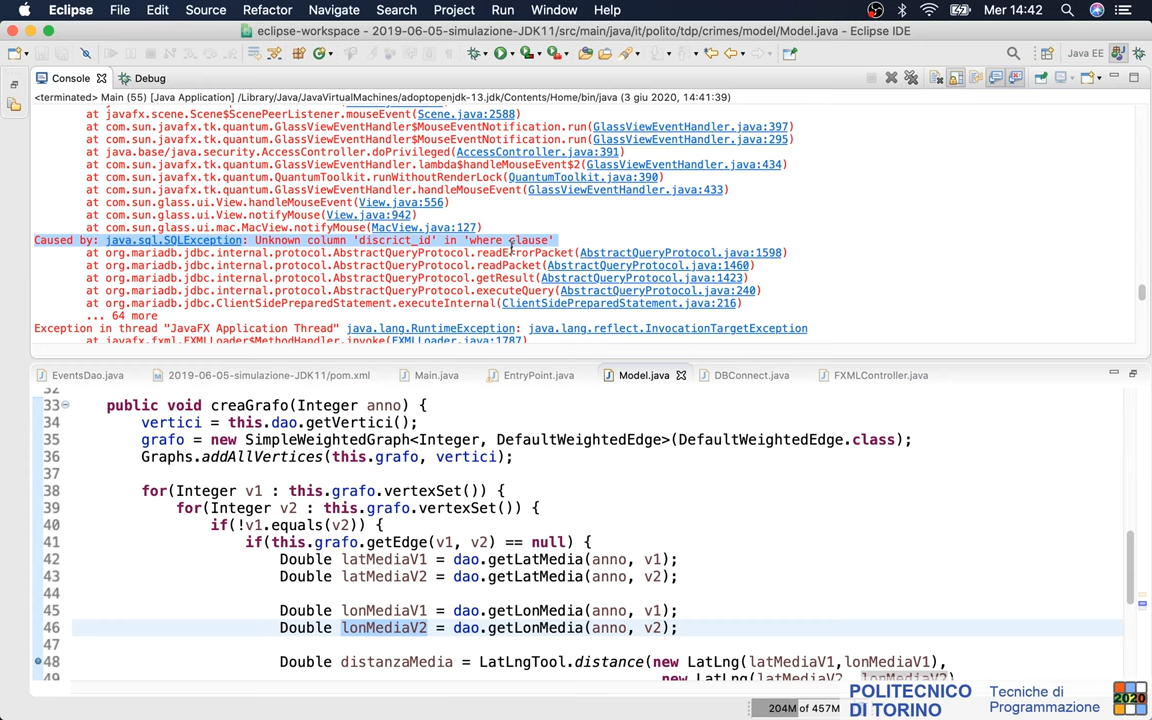 Eclipse File Edit Source Refactor Navigate Search Project Run Window Help Mer 14:42
eclipse-workspace - 2019-06-05-simulazione-JDK11/src/main/java/it/polito/tdp/crimes/model/Model.java - Eclipse IDE
Java EE
Console Debug
<terminated> Main (55) [Java Application] /Library/Java/JavaVirtualMachines/adoptopenjdk-13.jdk/Contents/Home/bin/java (3 giu 2020, 14:41:39)
at javafx.scene.Scene$ScenePeerListener.mouseEvent(Scene.java:2588)
at com.sun.javafx.tk.quantum.GlassViewEventHandler$MouseEventNotification.run(GlassViewEventHandler.java:397)
at com.sun.javafx.tk.quantum.GlassViewEventHandler$MouseEventNotification.run(GlassViewEventHandler.java:295)
at java.base/java.security.AccessController.doPrivileged(AccessController.java:391)
at com.sun.javafx.tk.quantum.GlassViewEventHandler.lambda$handleMouseEvent$2(GlassViewEventHandler.java:434)
at com.sun.javafx.tk.quantum.QuantumToolkit.runWithoutRenderLock(QuantumToolkit.java:390)
at com.sun.javafx.tk.quantum.GlassViewEventHandler.handleMouseEvent(GlassViewEventHandler.java:433)
at com.sun.glass.ui.View.handleMouseEvent(View.java:556)
at com.sun.glass.ui.View.notifyMouse(View.java:942)
at com.sun.glass.ui.mac.MacView.notifyMouse(MacView.java:127)
Caused by: java.sql.SQLException: Unknown column 'discrict_id' in 'where clause'
at org.mariadb.jdbc.internal.protocol.AbstractQueryProtocol.readErrorPacket(AbstractQueryProtocol.java:1598)
at org.mariadb.jdbc.internal.protocol.AbstractQueryProtocol.readPacket(AbstractQueryProtocol.java:1460)
at org.mariadb.jdbc.internal.protocol.AbstractQueryProtocol.getResult(AbstractQueryProtocol.java:1423)
at org.mariadb.jdbc.internal.protocol.AbstractQueryProtocol.executeQuery(AbstractQueryProtocol.java:240)
at org.mariadb.jdbc.ClientSidePreparedStatement.executeInternal(ClientSidePreparedStatement.java:216)
... 64 more
Exception in thread "JavaFX Application Thread" java.lang.RuntimeException: java.lang.reflect.InvocationTargetException
at javafx.fxml.FXMLLoader$MethodHandler.invoke(FXMLLoader.java:1787)
EventsDao.java 2019-06-05-simulazione-JDK11/pom.xml Main.java EntryPoint.java Model.java DBConnect.java FXMLController.java
32
33 public void creaGrafo(Integer anno) {
34 vertici = this.dao.getVertici();
35 grafo = new SimpleWeightedGraph<Integer, DefaultWeightedEdge>(DefaultWeightedEdge.class);
36 Graphs.addAllVertices(this.grafo, vertici);
37
38 for(Integer v1 : this.grafo.vertexSet()) {
39 for(Integer v2 : this.grafo.vertexSet()) {
40 if(!v1.equals(v2)) {
41 if(this.grafo.getEdge(v1, v2) == null) {
42 Double latMediaV1 = dao.getLatMedia(anno, v1);
43 Double latMediaV2 = dao.getLatMedia(anno, v2);
44
45 Double lonMediaV1 = dao.getLonMedia(anno, v1);
46 Double lonMediaV2 = dao.getLonMedia(anno, v2);
47
48 Double distanzaMedia = LatLngTool.distance(new LatLng(latMediaV1,lonMediaV1),
49 new LatLng(latMediaV2, lonMediaV2)
204M of 457M
POLITECNICO
DI TORINO
Tecniche di
Programmazione
2020